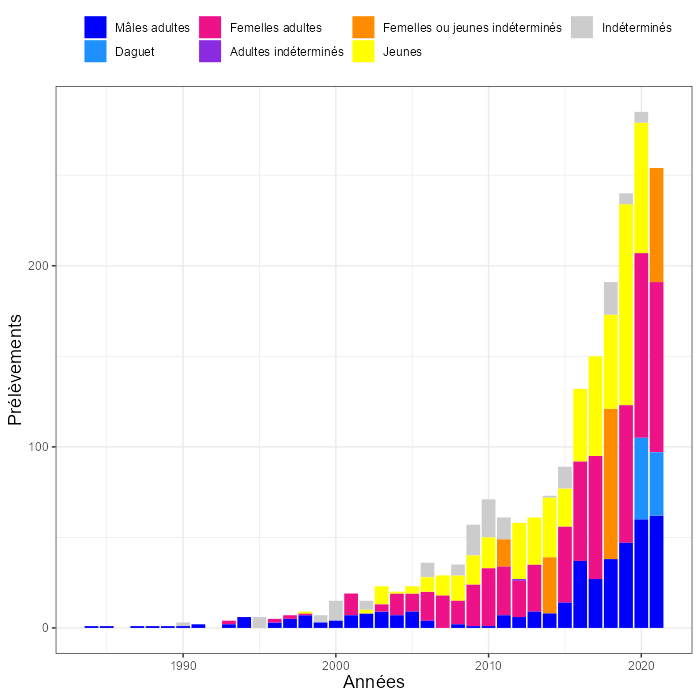 Mâles adultes Femelles adultes Femelles ou jeunes indéterminés Indéterminés
Daguet Adultes indéterminés Jeunes
200
100
0
Prélèvements
1990 2000 2010 2020
Années